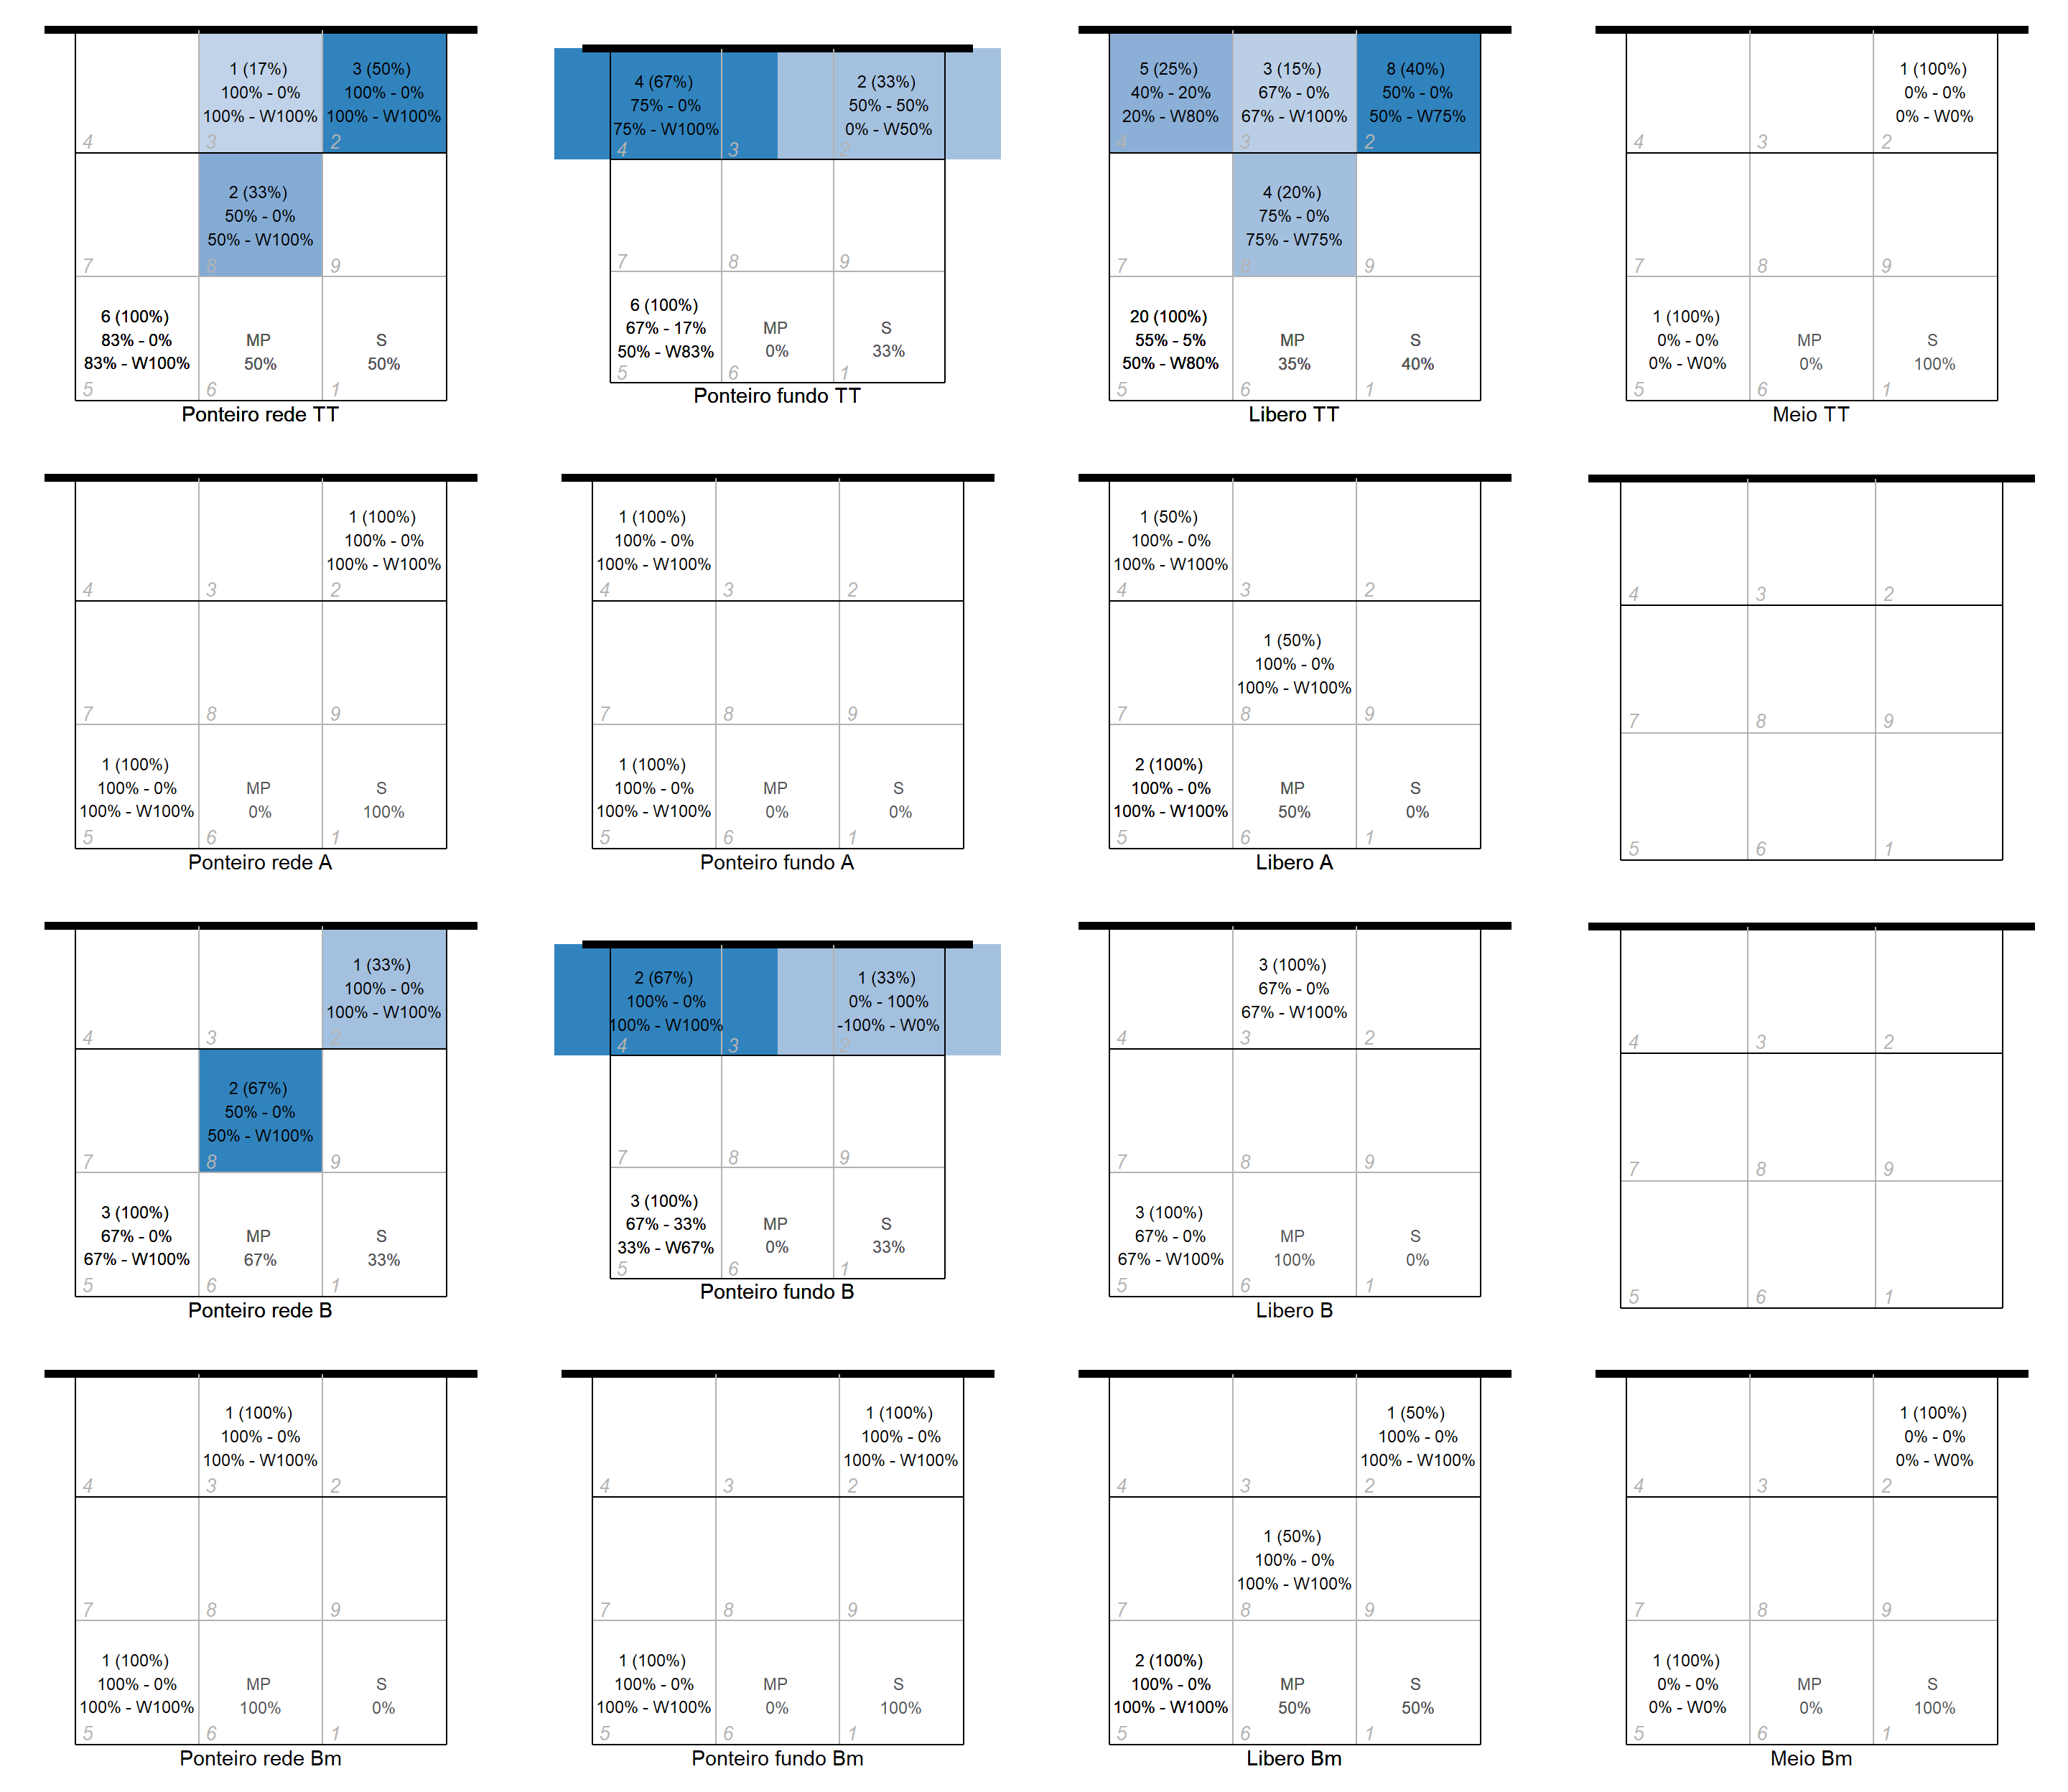 1 (17%)
100% - 0%
100% - W100%
3 (50%)
100% - 0%
100% - W100%
4
3
2
2 (33%)
50% - 0%
50% - W100%
7
8
9
6 (100%)
83% - 0%
83% - W100%
MP
50%
S
50%
5
6
1
Ponteiro rede TT
4 (67%)
75% - 0%
75% - W100%
2 (33%)
50% - 50%
0% - W50%
4
3
2
7
8
9
6 (100%)
67% - 17%
50% - W83%
MP
0%
S
33%
5
6
1
Ponteiro fundo TT
5 (25%)
40% - 20%
20% - W80%
3 (15%)
67% - 0%
67% - W100%
8 (40%)
50% - 0%
50% - W75%
4
3
2
4 (20%)
75% - 0%
75% - W75%
7
8
9
20 (100%)
55% - 5%
50% - W80%
MP
35%
S
40%
5
6
1
Libero TT
1 (100%)
0% - 0%
0% - W0%
4
3
2
7
8
9
1 (100%)
0% - 0%
0% - W0%
MP
0%
S
100%
5
6
1
Meio TT
1 (100%)
100% - 0%
100% - W100%
4
3
2
7
8
9
1 (100%)
100% - 0%
100% - W100%
MP
0%
S
100%
5
6
1
Ponteiro rede A
1 (100%)
100% - 0%
100% - W100%
4
3
2
7
8
9
1 (100%)
100% - 0%
100% - W100%
MP
0%
S
0%
5
6
1
Ponteiro fundo A
1 (50%)
100% - 0%
100% - W100%
4
3
2
1 (50%)
100% - 0%
100% - W100%
7
8
9
2 (100%)
100% - 0%
100% - W100%
MP
50%
S
0%
5
6
1
Libero A
4
3
2
7
8
9
5
6
1
1 (33%)
100% - 0%
100% - W100%
4
3
2
2 (67%)
50% - 0%
50% - W100%
7
8
9
3 (100%)
67% - 0%
67% - W100%
MP
67%
S
33%
5
6
1
Ponteiro rede B
2 (67%)
100% - 0%
100% - W100%
1 (33%)
0% - 100%
-100% - W0%
4
3
2
7
8
9
3 (100%)
67% - 33%
33% - W67%
MP
0%
S
33%
5
6
1
Ponteiro fundo B
3 (100%)
67% - 0%
67% - W100%
4
3
2
7
8
9
3 (100%)
67% - 0%
67% - W100%
MP
100%
S
0%
5
6
1
Libero B
4
3
2
7
8
9
5
6
1
1 (100%)
100% - 0%
100% - W100%
4
3
2
7
8
9
1 (100%)
100% - 0%
100% - W100%
MP
100%
S
0%
5
6
1
Ponteiro rede Bm
1 (100%)
100% - 0%
100% - W100%
4
3
2
7
8
9
1 (100%)
100% - 0%
100% - W100%
MP
0%
S
100%
5
6
1
Ponteiro fundo Bm
1 (50%)
100% - 0%
100% - W100%
4
3
2
1 (50%)
100% - 0%
100% - W100%
7
8
9
2 (100%)
100% - 0%
100% - W100%
MP
50%
S
50%
5
6
1
Libero Bm
1 (100%)
0% - 0%
0% - W0%
4
3
2
7
8
9
1 (100%)
0% - 0%
0% - W0%
MP
0%
S
100%
5
6
1
Meio Bm